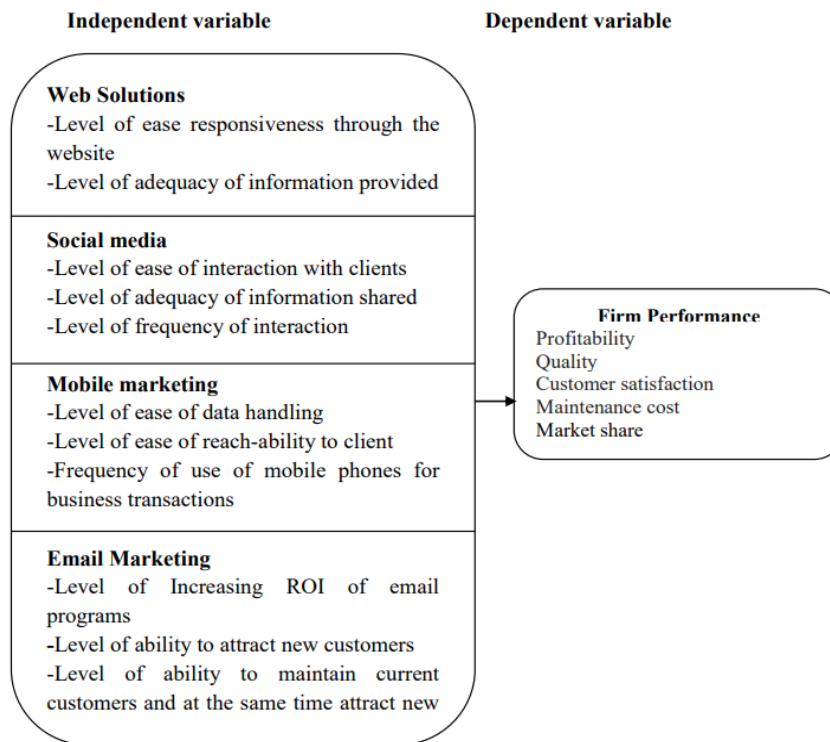 Independent variable
Dependent variable
Web Solutions
-Level of ease responsiveness through the
website
-Level of adequacy of information provided
Social media
-Level of ease of interaction with clients
-Level of adequacy of information shared
-Level of frequency of interaction
Mobile marketing
-Level of ease of data handling
-Level of ease of reach-ability to client
-Frequency of use of mobile phones for
business transactions
Email Marketing
-Level of Increasing ROI of email
programs
-Level of ability to attract new customers
-Level of ability to maintain current
customers and at the same time attract new
Firm Performance
Profitability
Quality
Customer satisfaction
Maintenance cost
Market share